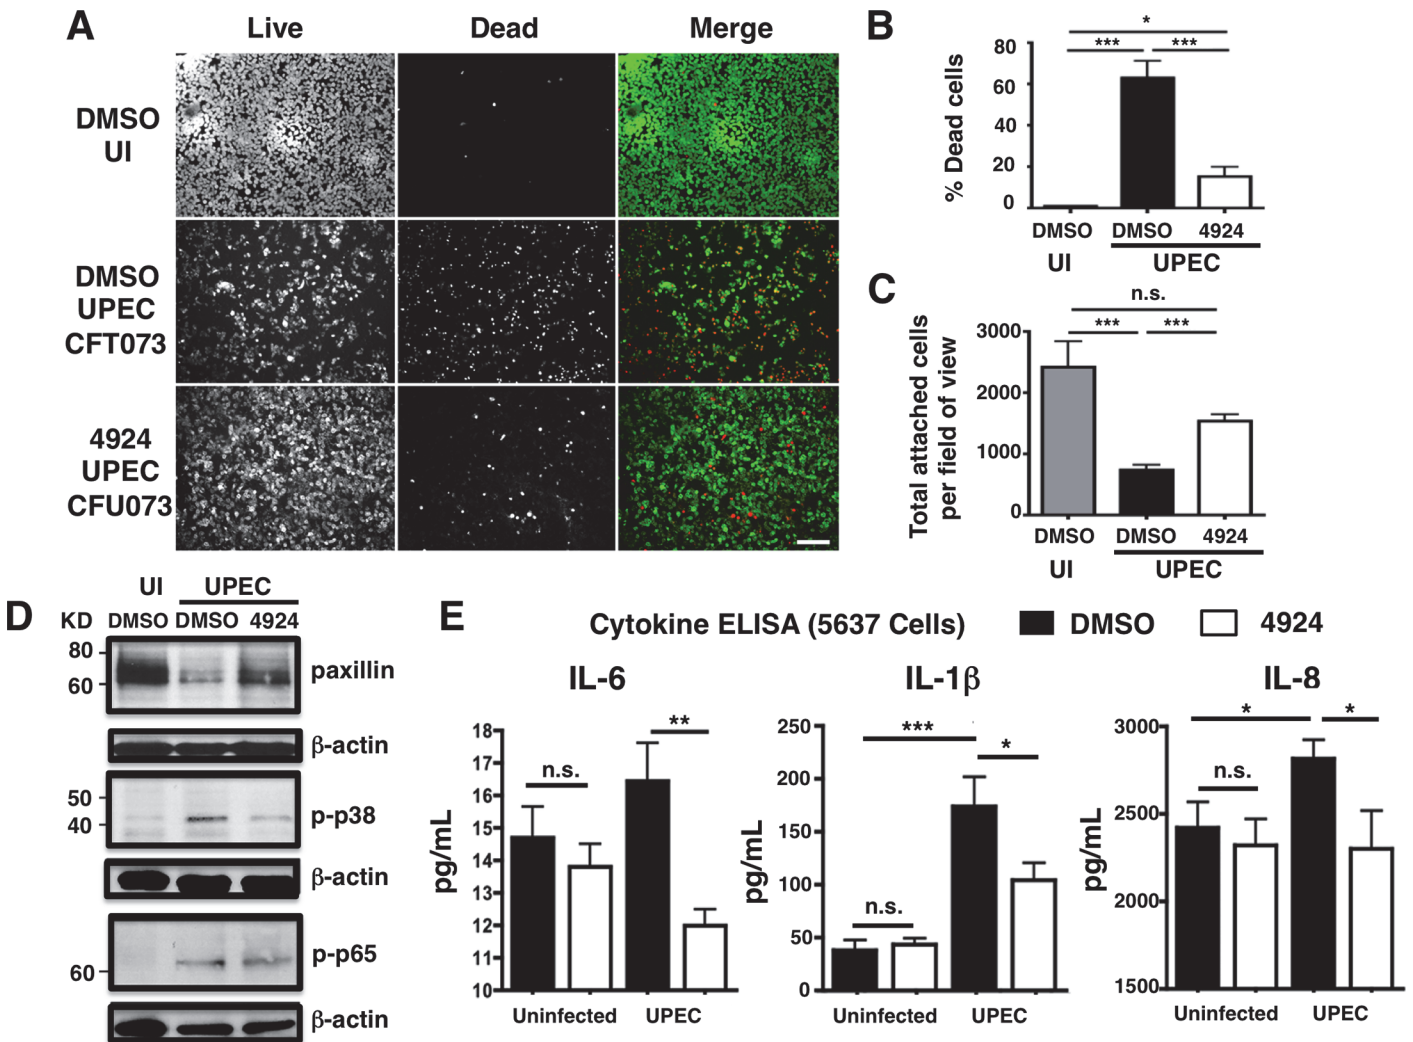 A
Live Dead Merge
DMSO
UI
DMSO
UPEC
CFT073
4924
UPEC
CFU073
B
* 
*** ***
% Dead cells
80
60
40
20
0
DMSO DMSO 4924
UI UPEC
C
n.s.
*** ***
Total attached cells
per field of view
3000
2000
1000
0
DMSO DMSO 4924
UI UPEC
D
UI UPEC
KD DMSO DMSO 4924
80
60
paxillin
β-actin
50
40
p-p38
β-actin
60
p-p65
β-actin
E
Cytokine ELISA (5637 Cells) DMSO 4924
IL-6
pg/mL
18
17
16
15
14
13
12
11
10
n.s. **
Uninfected UPEC
IL-1β
pg/mL
250
200
150
100
50
0
*** *
n.s.
Uninfected UPEC
IL-8
pg/mL
3000
2500
2000
1500
* *
n.s.
Uninfected UPEC